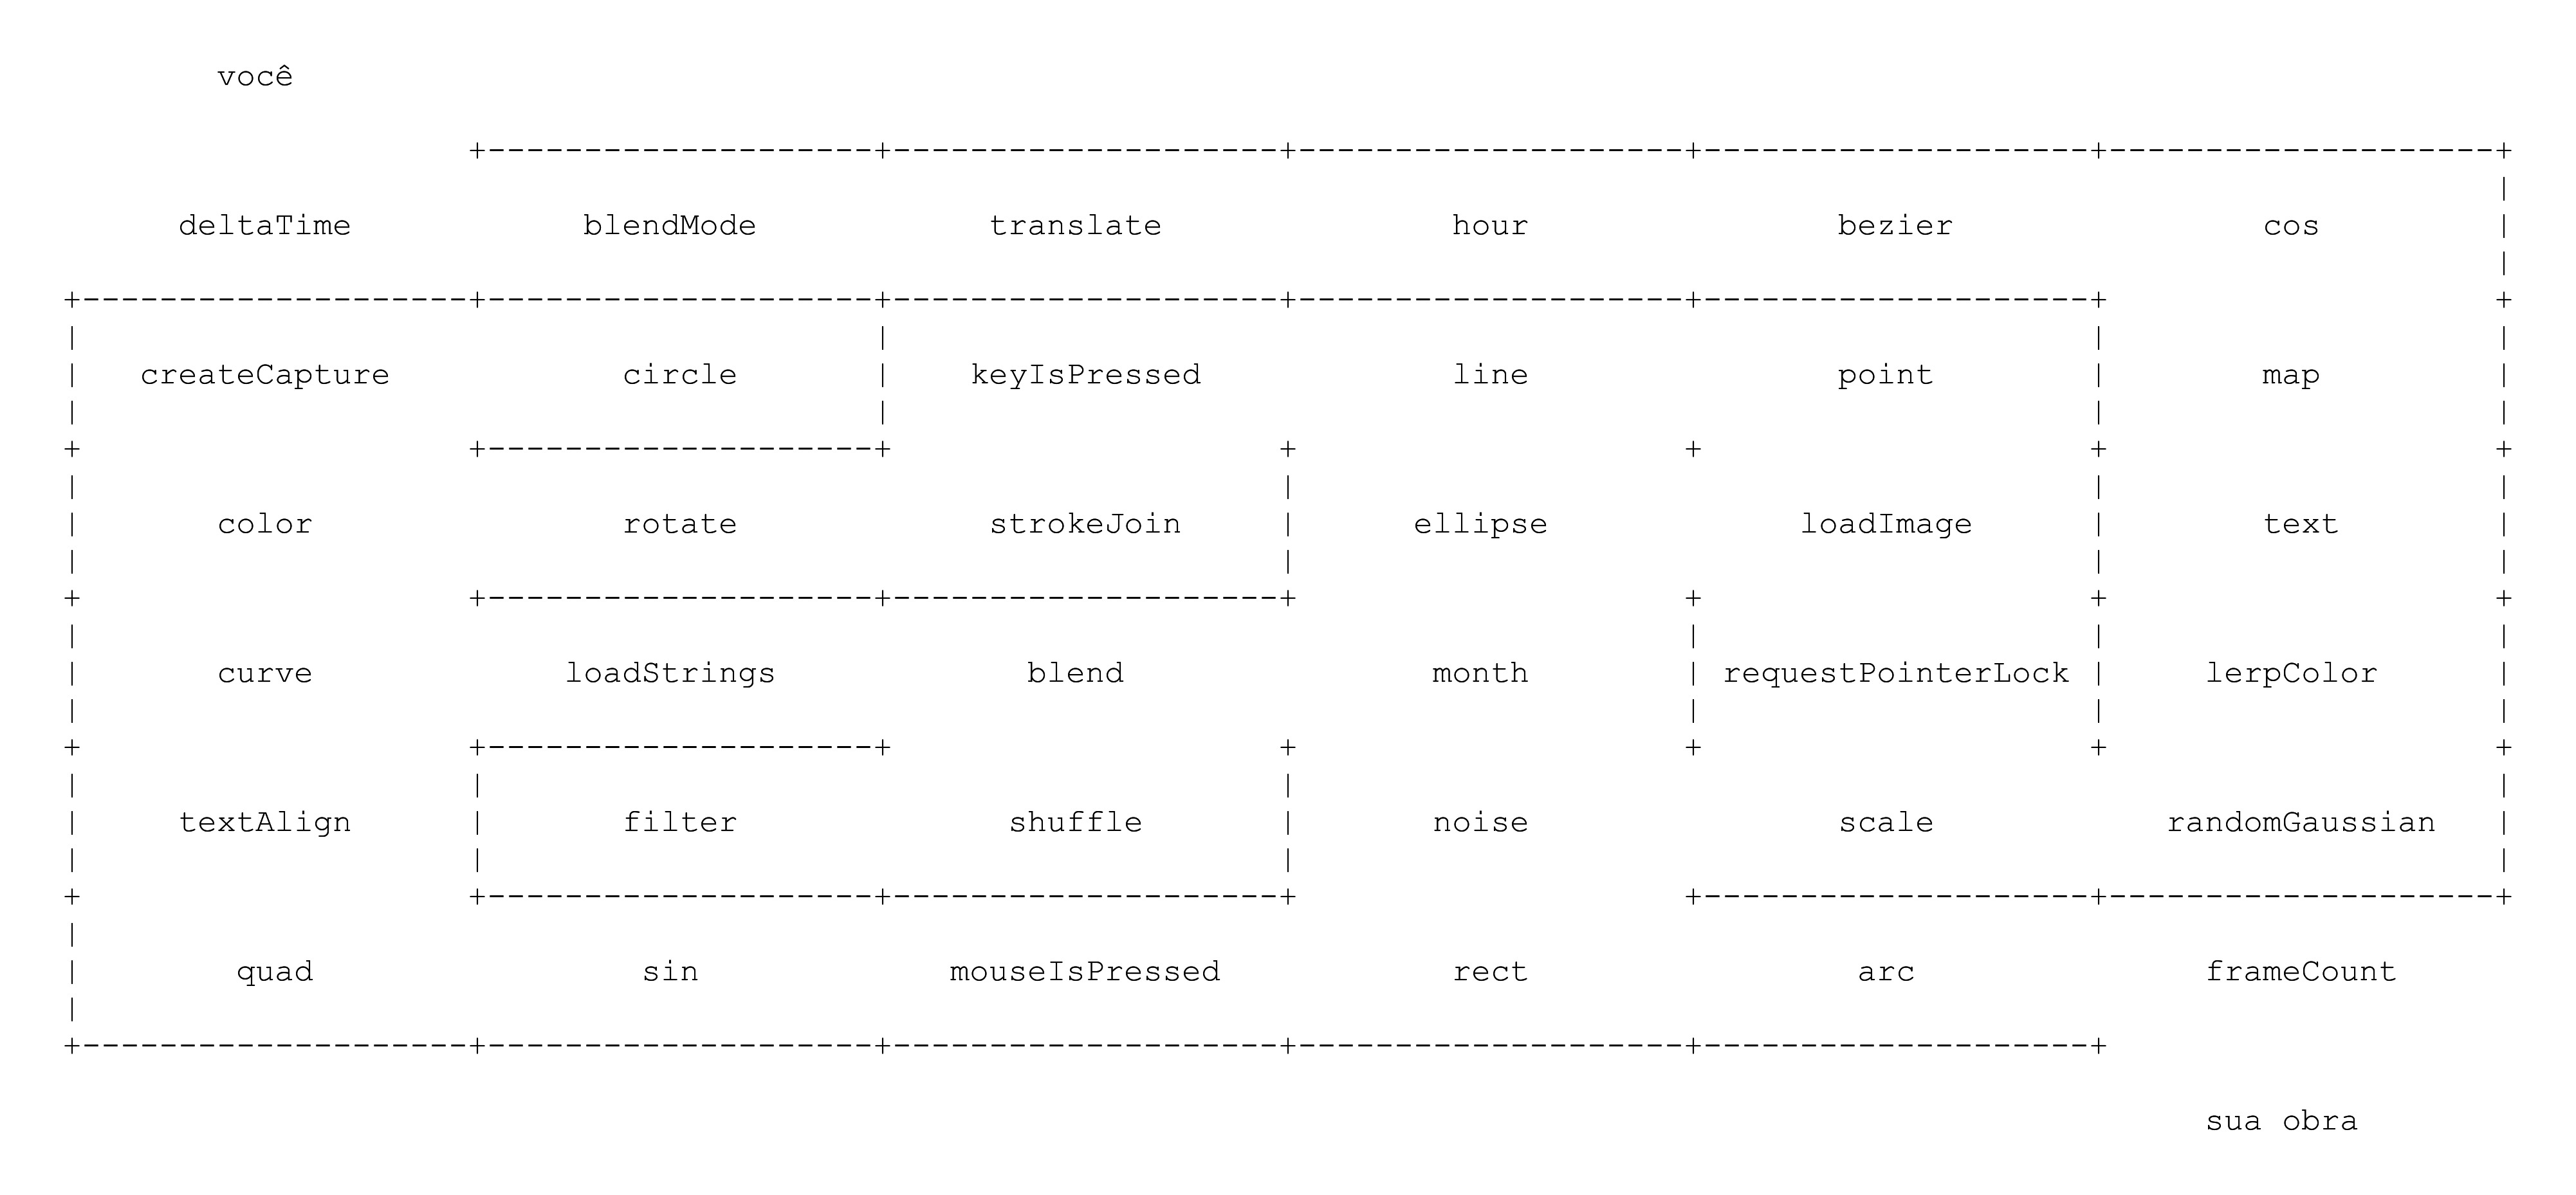 você
deltaTime blendMode translate hour bezier cos
createCapture circle keyIsPressed line point map
color rotate strokeJoin ellipse loadImage text
curve loadStrings blend month requestPointerLock lerpColor
textAlign filter shuffle noise scale randomGaussian
quad sin mouseIsPressed rect arc frameCount
sua obra